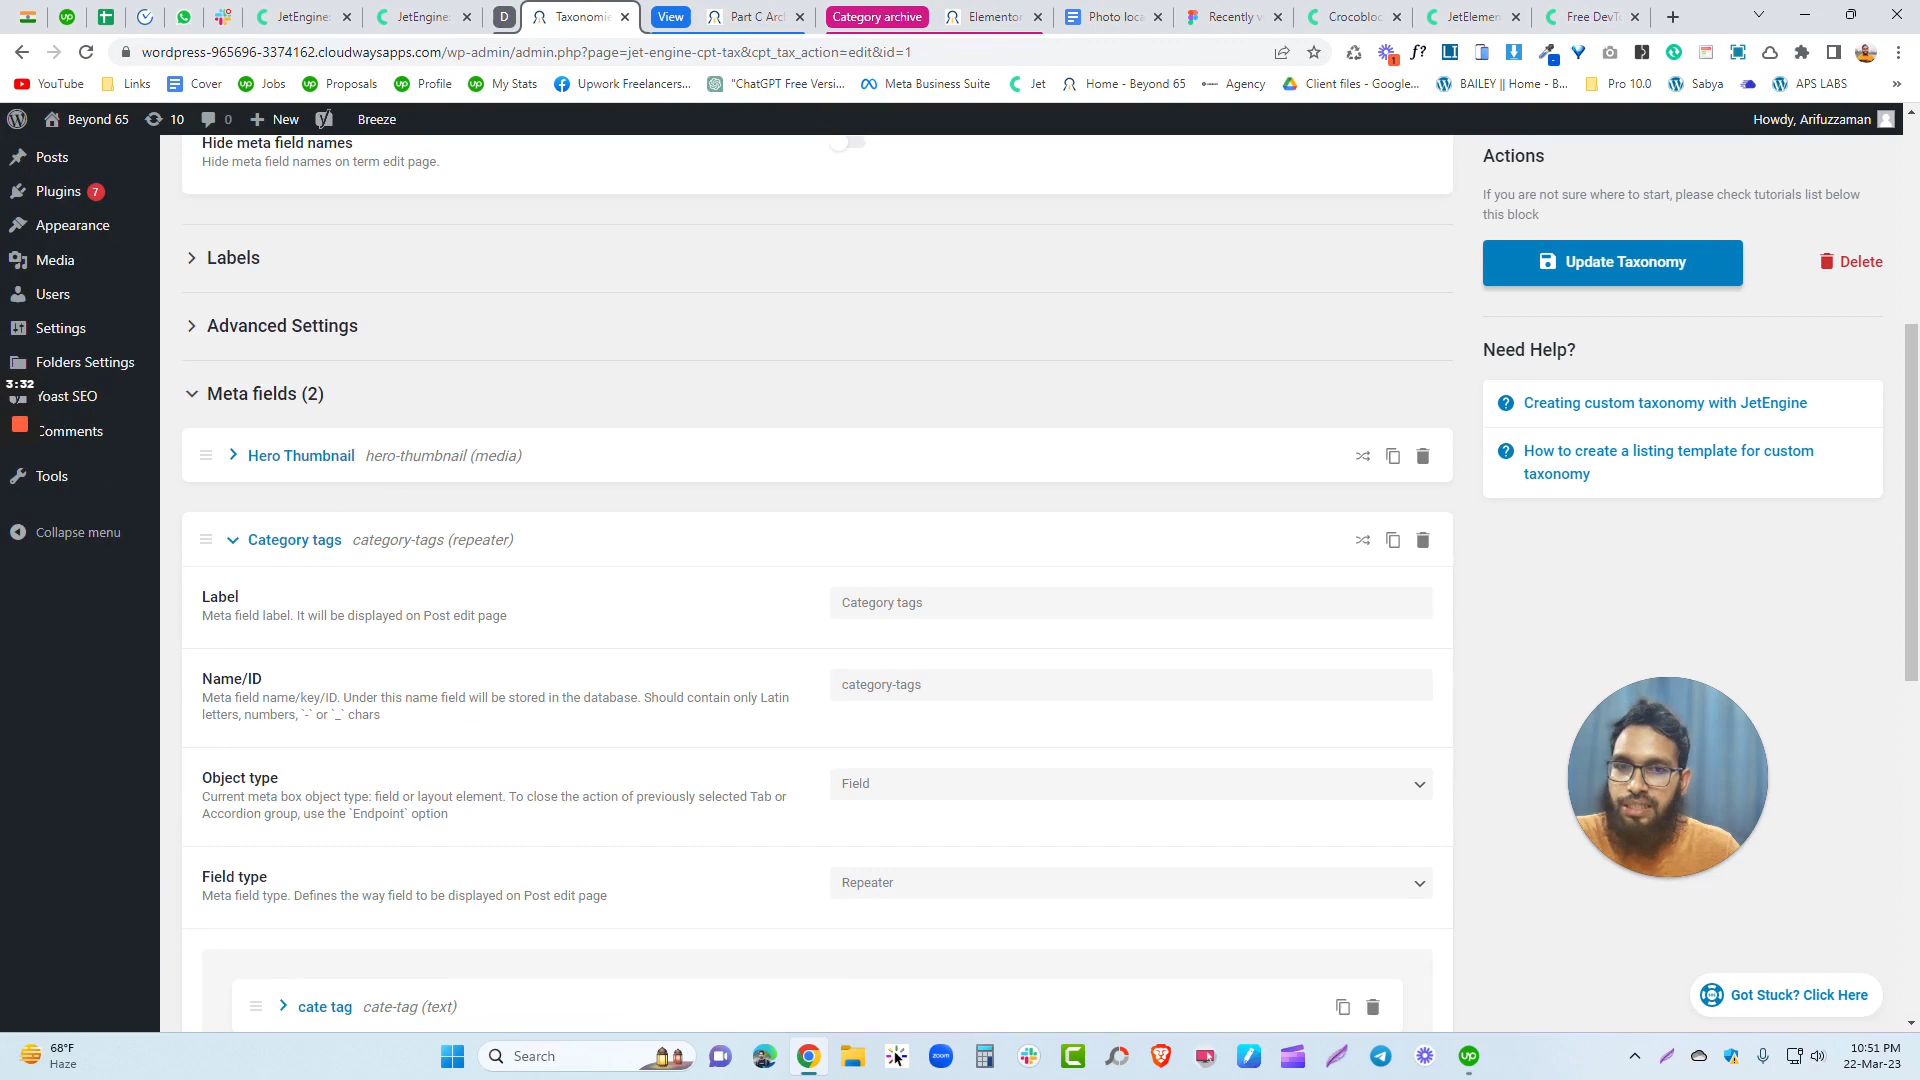 JetEngine:
JetEngine:
D
Taxonomie
View
Part C Arc
Category archive
Elementor
Photo loca
Recently v
Crocobloc
JetElemen
Free DevTo
wordpress-965696-3374162.cloudwaysapps.com/wp-admin/admin.php?page=jet-engine-cpt-tax&cpt_tax_action=edit&id=1
YouTube
Links
Cover
Jobs
Proposals
Profile
My Stats
Upwork Freelancers...
"ChatGPT Free Versi...
Meta Business Suite
Jet
Home - Beyond 65
Agency
Client files - Google...
BAILEY || Home - B...
Pro 10.0
Sabya
APS LABS
Beyond 65
10
0
New
Breeze
Howdy, Arifuzzaman
Posts
Plugins 7
Appearance
Media
Users
Settings
Folders Settings
3:32
Yoast SEO
Comments
Tools
Collapse menu
Hide meta field names
Hide meta field names on term edit page.
Labels
Advanced Settings
Meta fields (2)
Hero Thumbnail hero-thumbnail (media)
Category tags category-tags (repeater)
Label
Meta field label. It will be displayed on Post edit page
Category tags
Name/ID
Meta field name/key/ID. Under this name field will be stored in the database. Should contain only Latin
letters, numbers, `-` or `_` chars
category-tags
Object type
Current meta box object type: field or layout element. To close the action of previously selected Tab or
Accordion group, use the `Endpoint` option
Field
Field type
Meta field type. Defines the way field to be displayed on Post edit page
Repeater
cate tag cate-tag (text)
Actions
If you are not sure where to start, please check tutorials list below
this block
Update Taxonomy
Delete
Need Help?
Creating custom taxonomy with JetEngine
How to create a listing template for custom
taxonomy
Got Stuck? Click Here
68°F
Haze
Search
zoom
up
10:51 PM
22-Mar-23